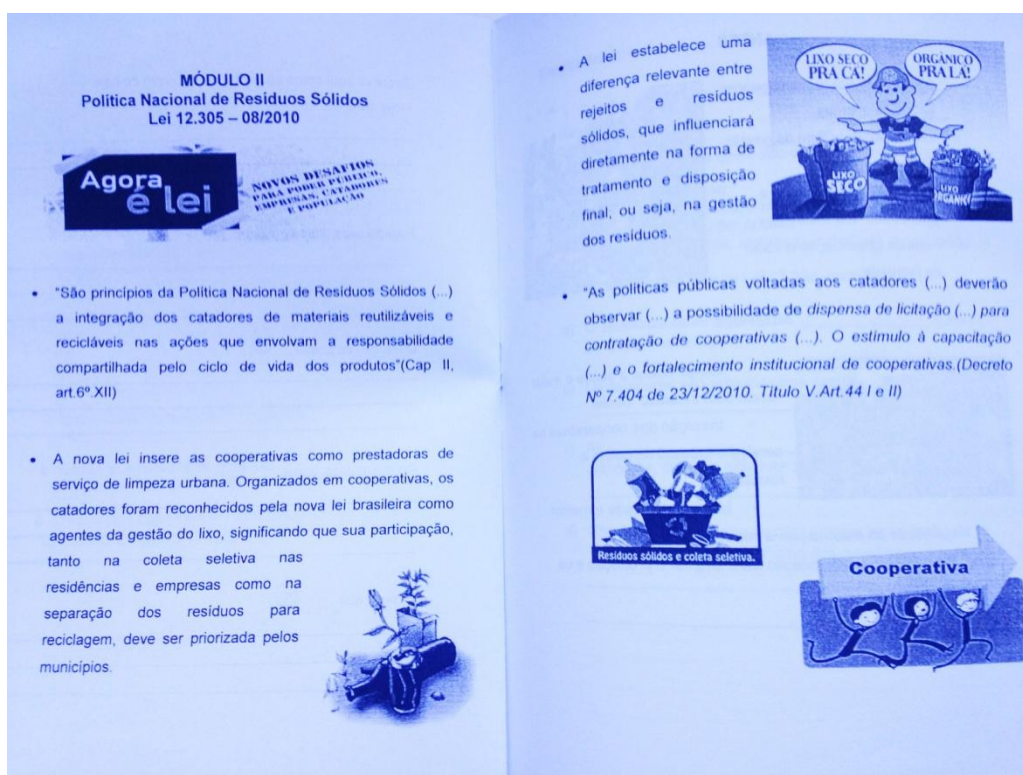 MÓDULO II
Política Nacional de Resíduos Sólidos
Lei 12.305 – 08/2010
Agora
é lei
NOVOS DESAFIOS
PARA PODER PÚBLICO,
EMPRESAS, CATADORES
E POPULAÇÃO
• "São princípios da Política Nacional de Resíduos Sólidos (...)
a integração dos catadores de materiais reutilizáveis e
recicláveis nas ações que envolvam a responsabilidade
compartilhada pelo ciclo de vida dos produtos"(Cap II,
art.6º.XII)
• A nova lei insere as cooperativas como prestadoras de
serviço de limpeza urbana. Organizados em cooperativas, os
catadores foram reconhecidos pela nova lei brasileira como
agentes da gestão do lixo, significando que sua participação,
tanto na coleta seletiva nas
residências e empresas como na
separação dos resíduos para
reciclagem, deve ser priorizada pelos
municípios.
• A lei estabelece uma
diferença relevante entre
rejeitos e resíduos
sólidos, que influenciará
diretamente na forma de
tratamento e disposição
final, ou seja, na gestão
dos resíduos.
LIXO SECO
PRA CÁ!
ORGÂNICO
PRA LÁ!
LIXO
SECO
LIXO
ORGÂNICO
• "As políticas públicas voltadas aos catadores (...) deverão
observar (...) a possibilidade de dispensa de licitação (...) para
contratação de cooperativas (...). O estímulo à capacitação
(...) e o fortalecimento institucional de cooperativas.(Decreto
Nº 7.404 de 23/12/2010. Título V.Art.44 I e II)
Resíduos sólidos e coleta seletiva.
Cooperativa